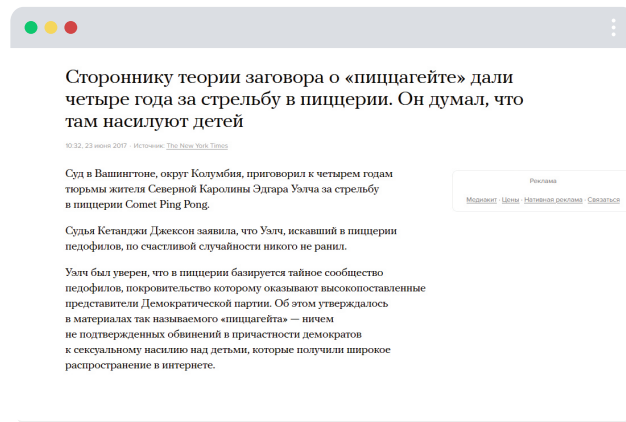 Стороннику теории заговора о «пиццагейте» дали
четыре года за стрельбу в пиццерии. Он думал, что
там насилуют детей
10:32, 23 июня 2017 · Источник: The New York Times
Суд в Вашингтоне, округ Колумбия, приговорил к четырем годам
тюрьмы жителя Северной Каролины Эдгара Уэлча за стрельбу
в пиццерии Comet Ping Pong.
Реклама
Медиакит · Цены · Нативная реклама · Связаться
Судья Кетанджи Джексон заявила, что Уэлч, искавший в пиццерии
педофилов, по счастливой случайности никого не ранил.
Уэлч был уверен, что в пиццерии базируется тайное сообщество
педофилов, покровительство которому оказывают высокопоставленные
представители Демократической партии. Об этом утверждалось
в материалах так называемого «пиццагейта» — ничем
не подтвержденных обвинений в причастности демократов
к сексуальному насилию над детьми, которые получили широкое
распространение в интернете.